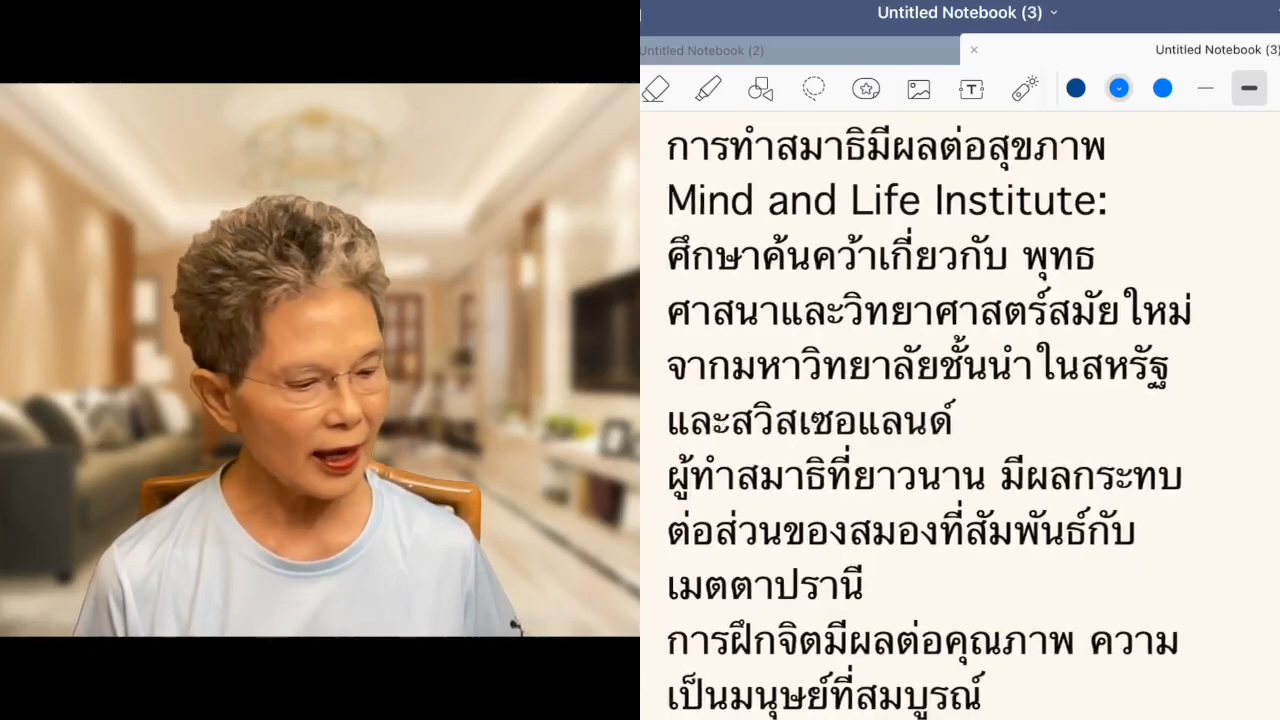 Untitled Notebook (3)
Untitled Notebook (2)
Untitled Notebook (3)
การทำสมาธิมีผลต่อสุขภาพ
Mind and Life Institute:
ศึกษาค้นคว้าเกี่ยวกับ พุทธ
ศาสนาและวิทยาศาสตร์สมัยใหม่
จากมหาวิทยาลัยชั้นนำในสหรัฐ
และสวิสเซอแลนด์
ผู้ทำสมาธิที่ยาวนาน มีผลกระทบ
ต่อส่วนของสมองที่สัมพันธ์กับ
เมตตาปรานี
การฝึกจิตมีผลต่อคุณภาพ ความ
เป็นมนุษย์ที่สมบูรณ์